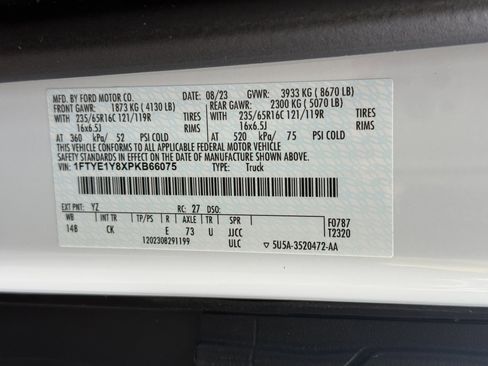 MFD. BY FORD MOTOR CO. 08/23 GVWR: 3933 KG ( 8670 LB)
FRONT GAWR: 1873 KG ( 4130 LB) REAR GAWR: 2300 KG ( 5070 LB)
WITH 235/65R16C 121/119R TIRES WITH 235/65R16C 121/119R TIRES
16x6.5J RIMS 16x6.5J RIMS
AT 360 kPa/ 52 PSI COLD AT 520 kPa/ 75 PSI COLD
THIS VEHICLE CONFORMS TO ALL APPLICABLE FEDERAL MOTOR VEHICLE
SAFETY STANDARDS IN EFFECT ON THE DATE OF MANUFACTURE SHOWN ABOVE.
VIN: 1FTYE1Y8XPKB66075 TYPE: Truck
EXT PNT: YZ RC: 27 DSO:
WB INT TR TP/PS R AXLE TR SPR F0787
14B CK E 73 U JJCC T2320
1202308291199 ULC ▽ 5U5A-3520472-AA